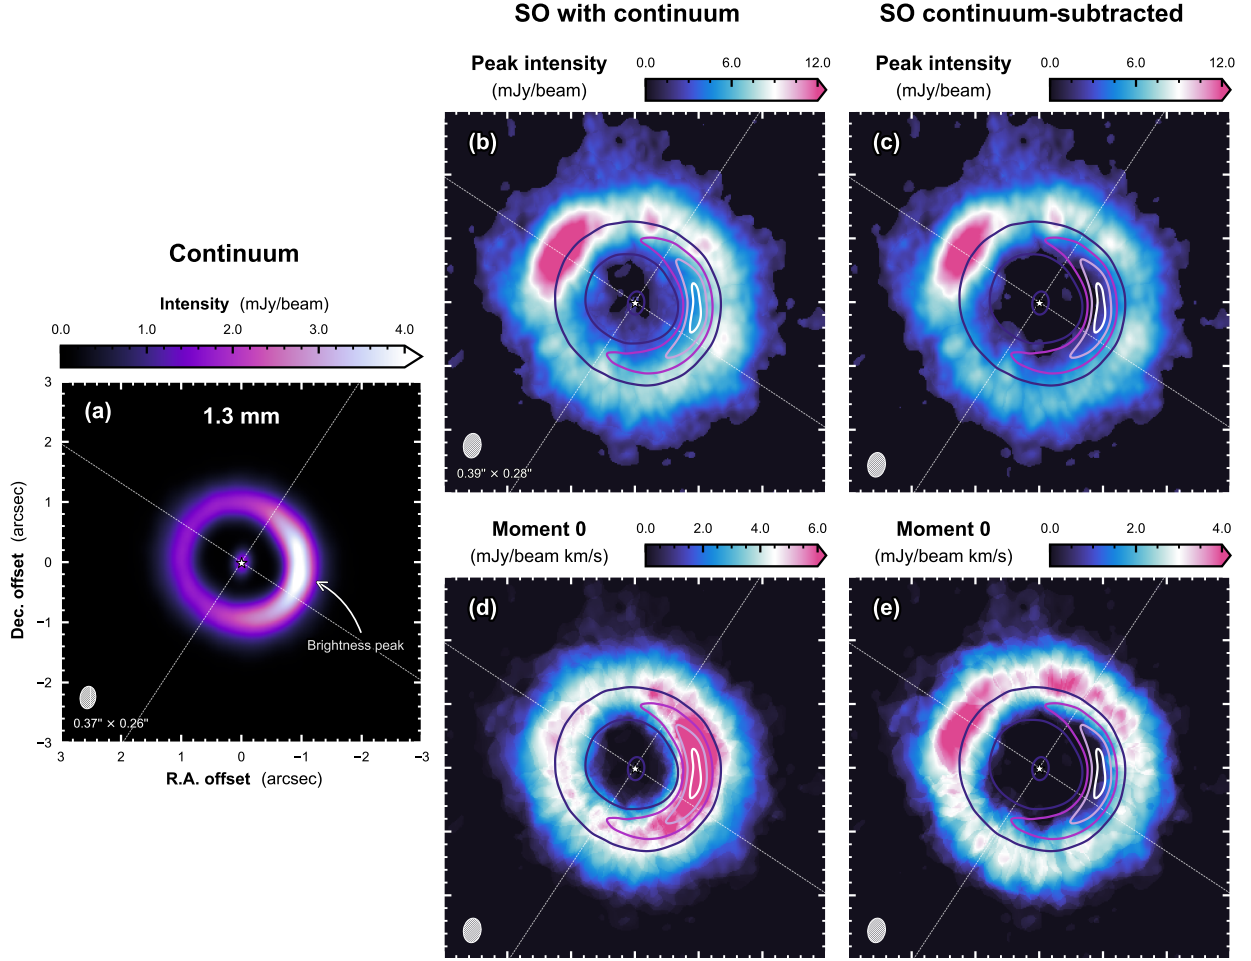 SO with continuum
SO continuum-subtracted
Peak intensity
(mJy/beam)
0.0 6.0 12.0
Peak intensity
(mJy/beam)
0.0 6.0 12.0
(b)
(c)
Continuum
Intensity (mJy/beam)
0.0 1.0 2.0 3.0 4.0
3
2
1
0
−1
−2
−3
Dec. offset (arcsec)
(a)
1.3 mm
Brightness peak
0.37" × 0.26"
3 2 1 0 −1 −2 −3
R.A. offset (arcsec)
0.39" × 0.28"
Moment 0
(mJy/beam km/s)
0.0 2.0 4.0 6.0
Moment 0
(mJy/beam km/s)
0.0 2.0 4.0
(d)
(e)